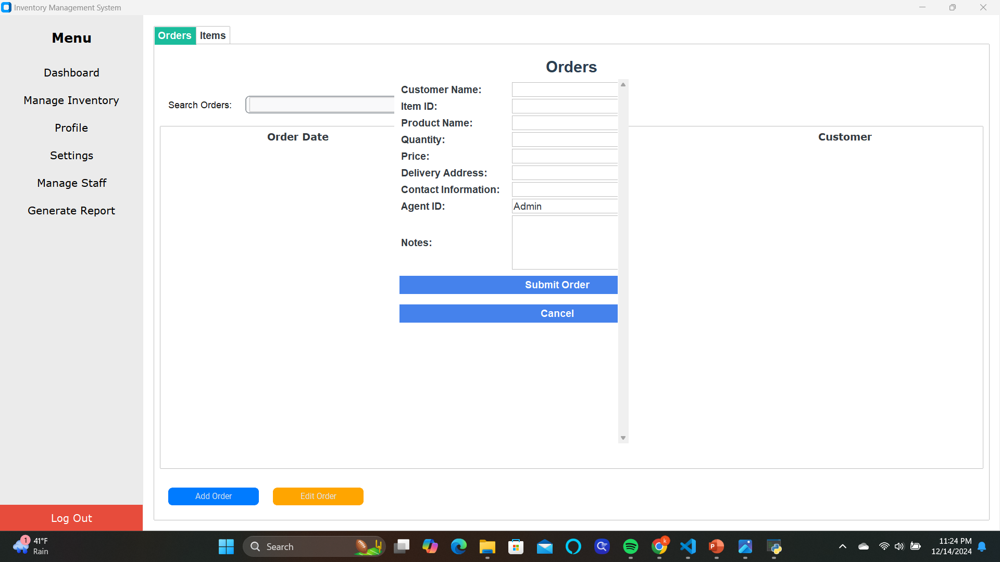 Inventory Management System
Menu
Dashboard
Manage Inventory
Profile
Settings
Manage Staff
Generate Report
Log Out
Orders Items
Orders
Search Orders:
Customer Name:
Item ID:
Product Name:
Quantity:
Price:
Delivery Address:
Contact Information:
Agent ID: Admin
Notes:
Submit Order
Cancel
Order Date Customer
Add Order Edit Order
1
41°F
Rain
Search
k
P
11:24 PM
12/14/2024